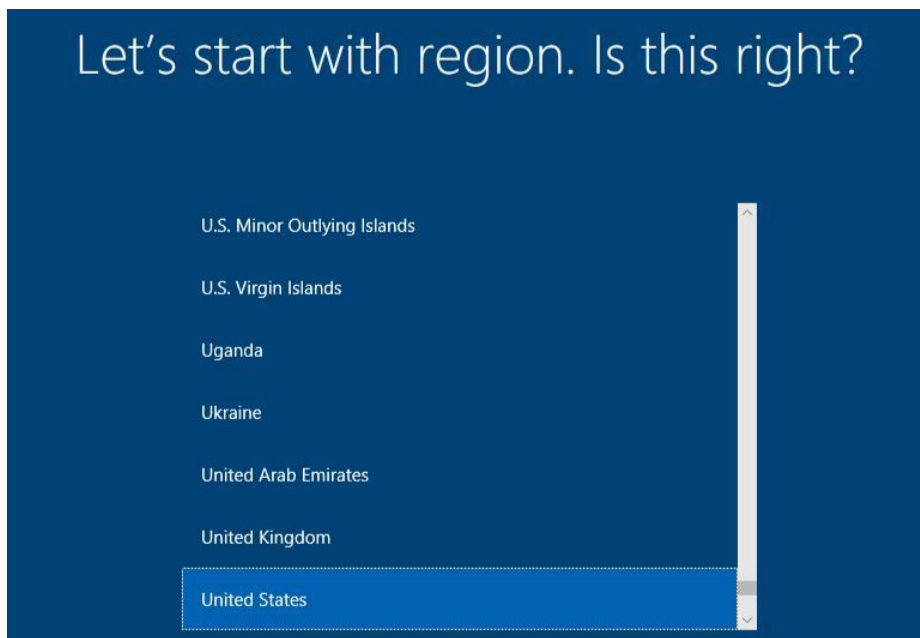 Let’s start with region. Is this right?
U.S. Minor Outlying Islands
U.S. Virgin Islands
Uganda
Ukraine
United Arab Emirates
United Kingdom
United States